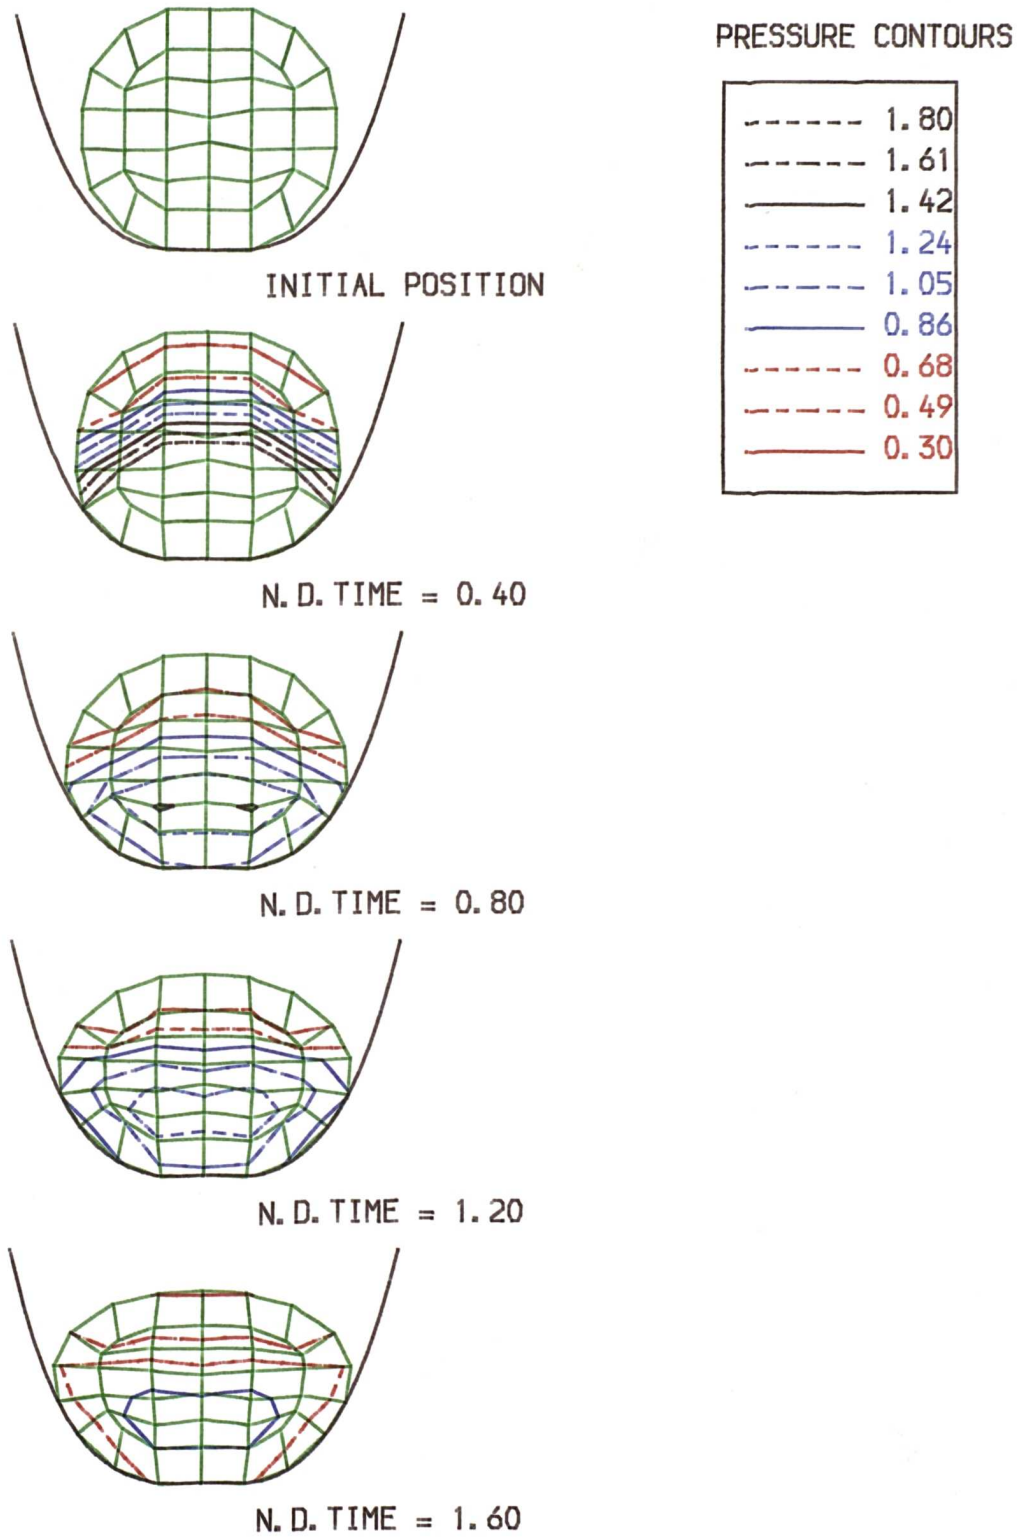 PRESSURE CONTOURS
1.80
1.61
1.42
1.24
1.05
0.86
0.68
0.49
0.30
INITIAL POSITION
N.D.TIME = 0.40
N.D.TIME = 0.80
N.D.TIME = 1.20
N.D.TIME = 1.60